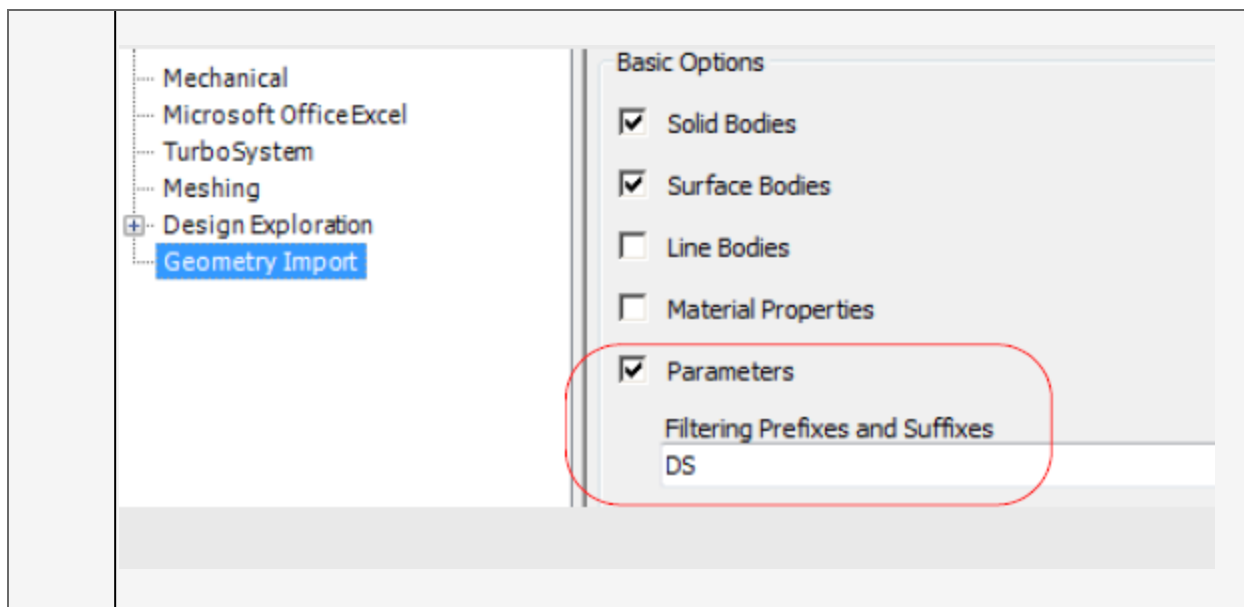 Mechanical
Microsoft Office Excel
TurboSystem
Meshing
Design Exploration
Geometry Import
Basic Options
Solid Bodies
Surface Bodies
Line Bodies
Material Properties
Parameters
Filtering Prefixes and Suffixes
DS